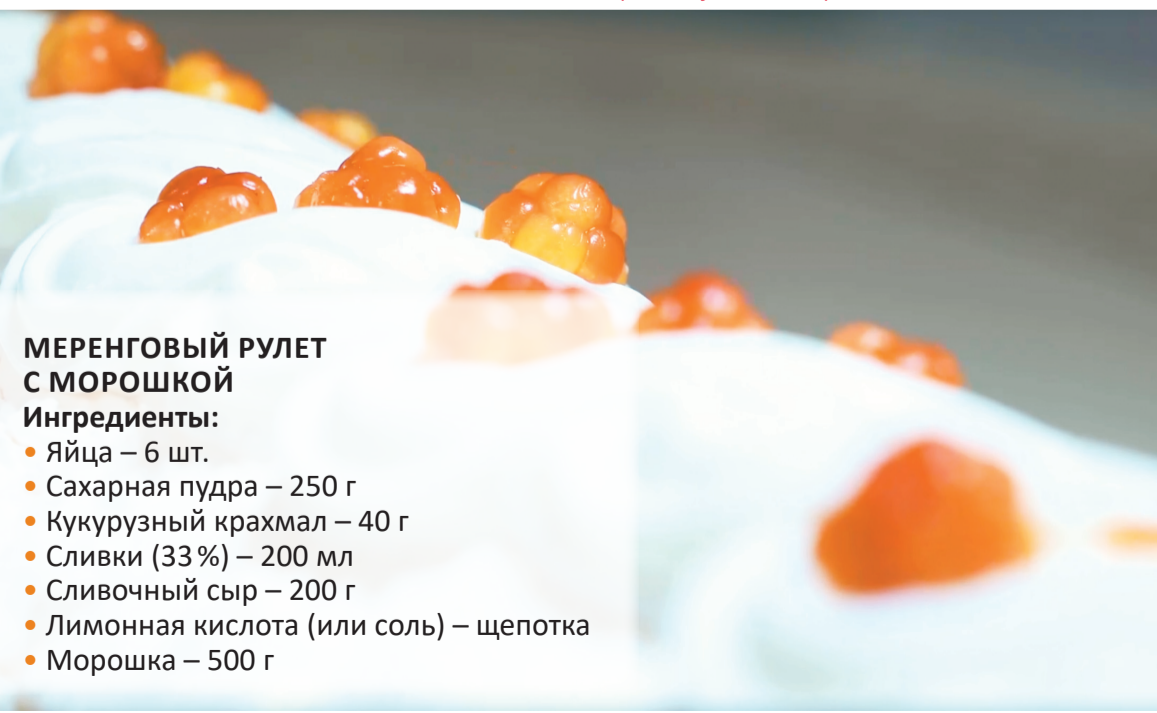 МЕРЕНГОВЫЙ РУЛЕТ
С МОРОШКОЙ
Ингредиенты:
• Яйца – 6 шт.
• Сахарная пудра – 250 г
• Кукурузный крахмал – 40 г
• Сливки (33 %) – 200 мл
• Сливочный сыр – 200 г
• Лимонная кислота (или соль) – щепотка
• Морошка – 500 г